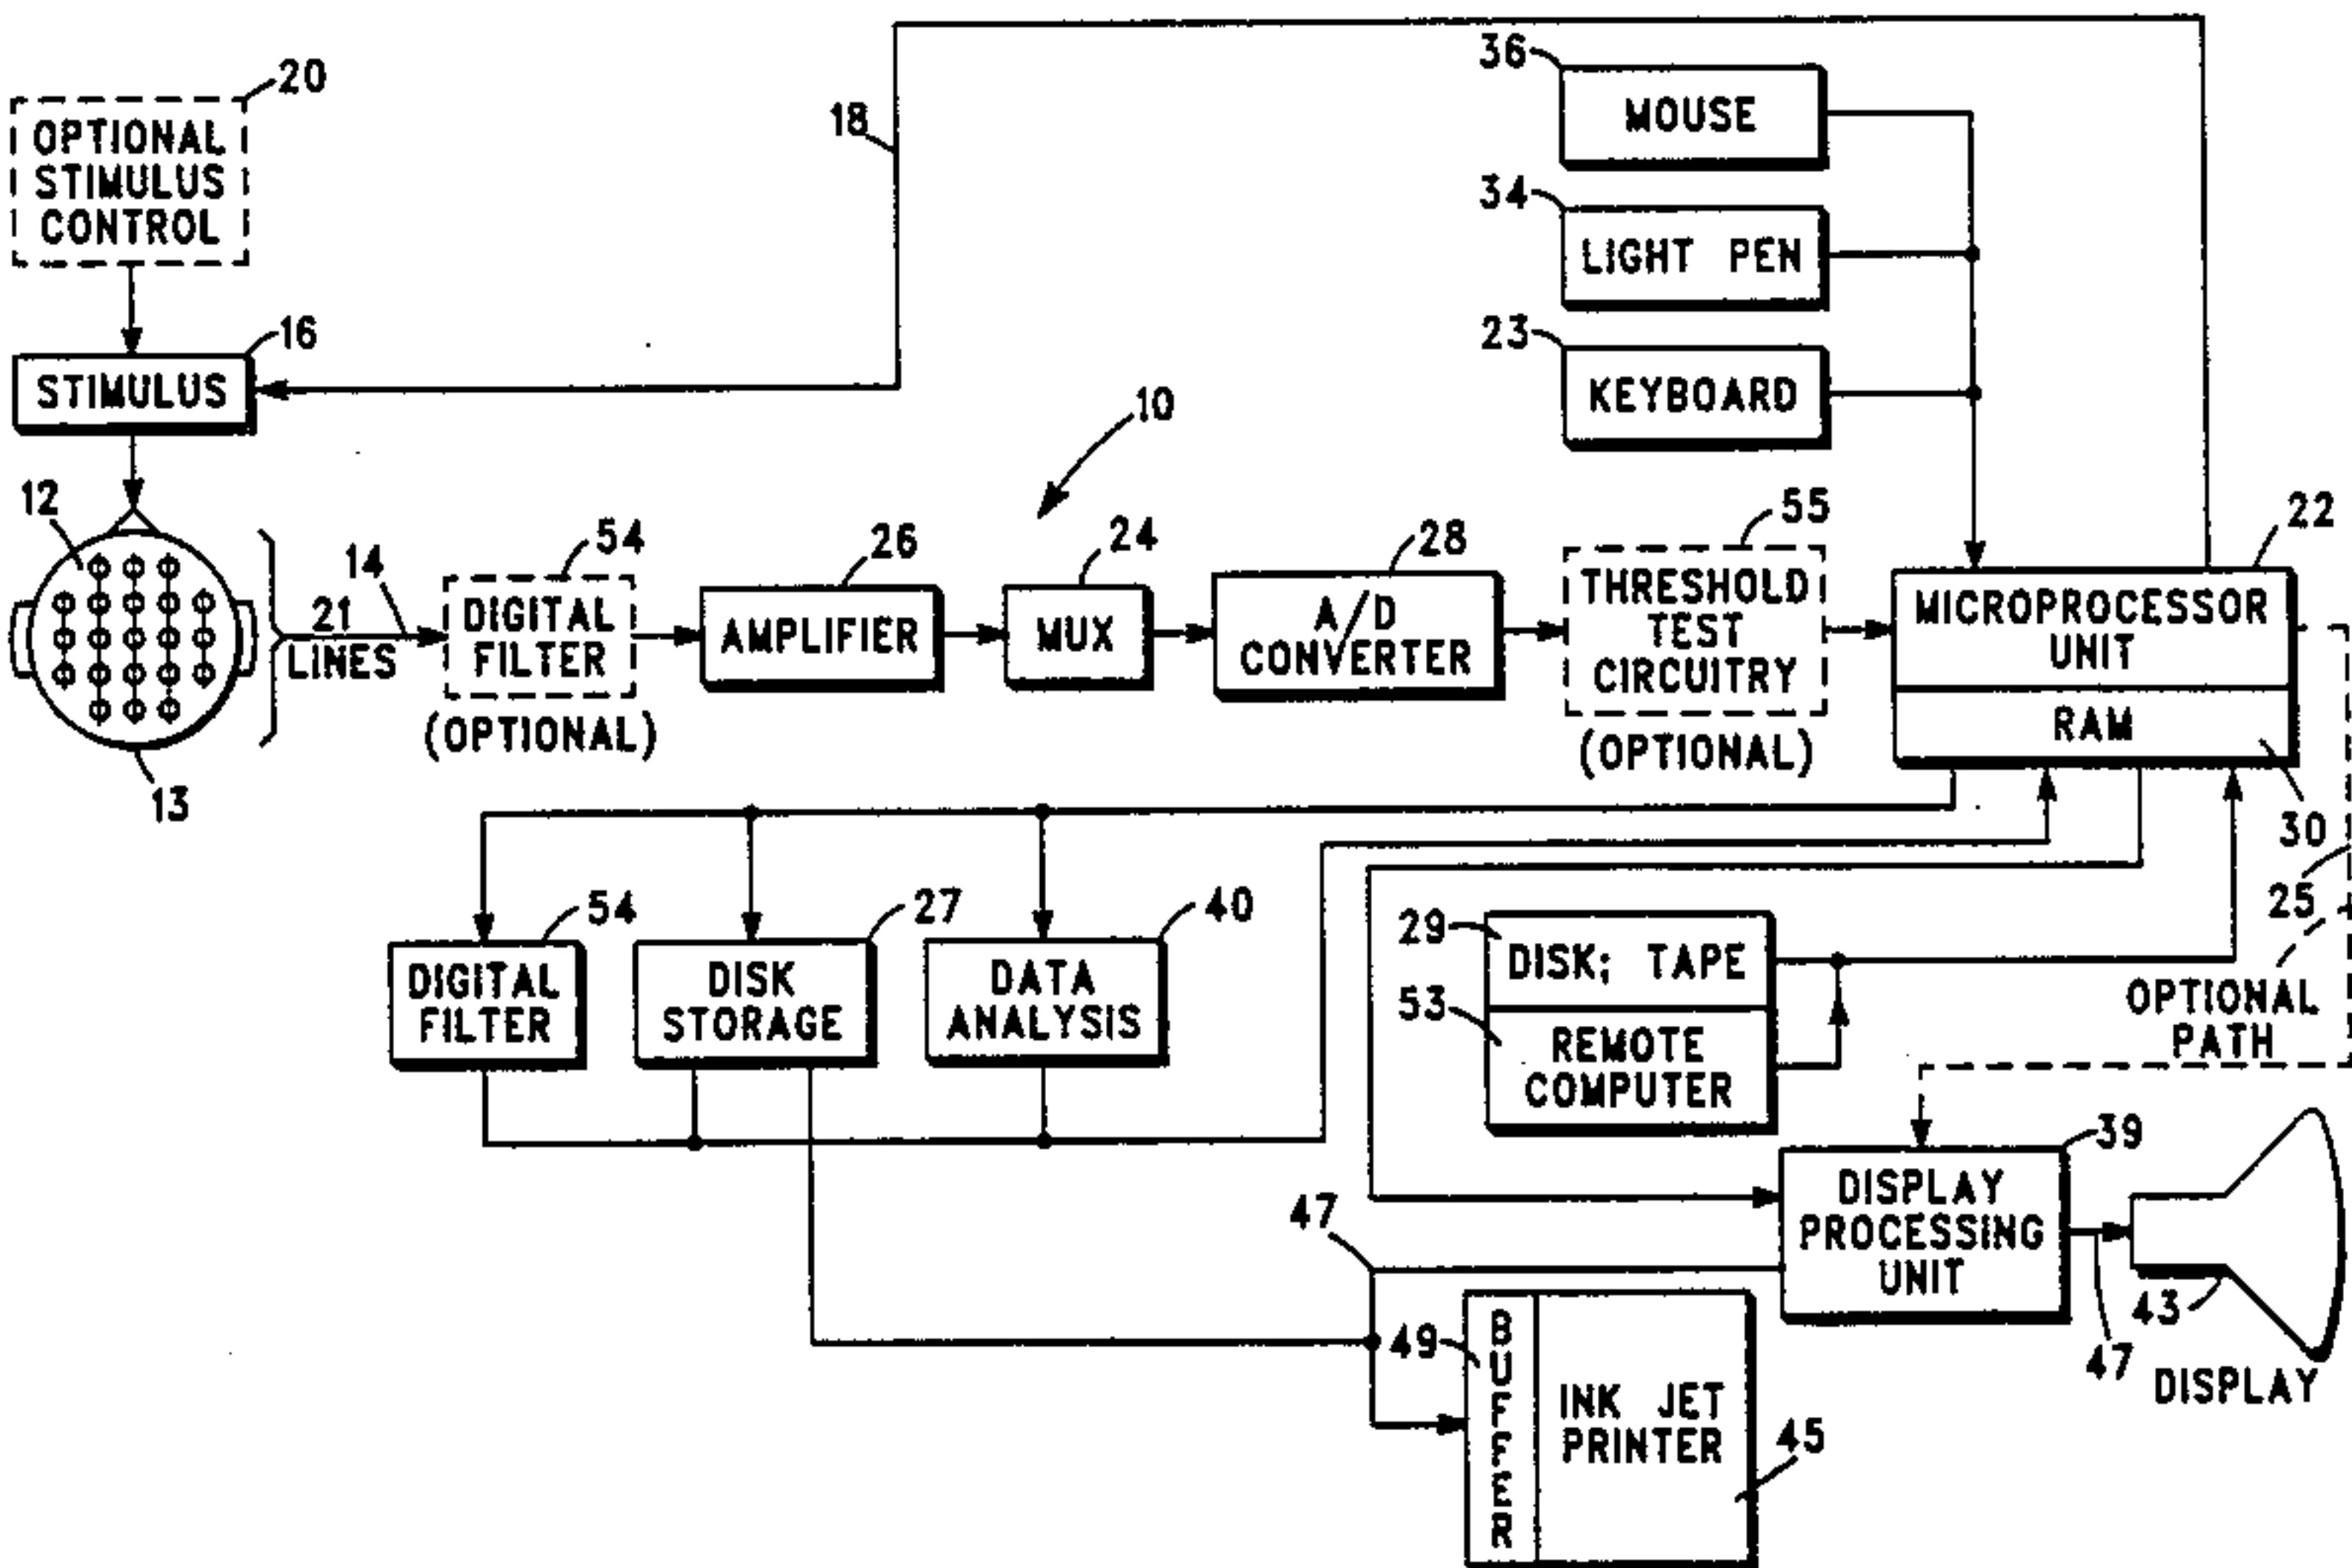 20
OPTIONAL
STIMULUS
CONTROL
18
36
MOUSE
34
LIGHT PEN
16
STIMULUS
23
KEYBOARD
10
12
13
21
LINES
14
54
DIGITAL
FILTER
(OPTIONAL)
26
AMPLIFIER
24
MUX
28
A/D
CONVERTER
55
THRESHOLD
TEST
CIRCUITRY
(OPTIONAL)
22
MICROPROCESSOR
UNIT
RAM
30
25
OPTIONAL
PATH
54
DIGITAL
FILTER
27
DISK
STORAGE
40
DATA
ANALYSIS
29
DISK; TAPE
53
REMOTE
COMPUTER
39
DISPLAY
PROCESSING
UNIT
47
43
DISPLAY
47
49
BUFFER
INK JET
PRINTER
45